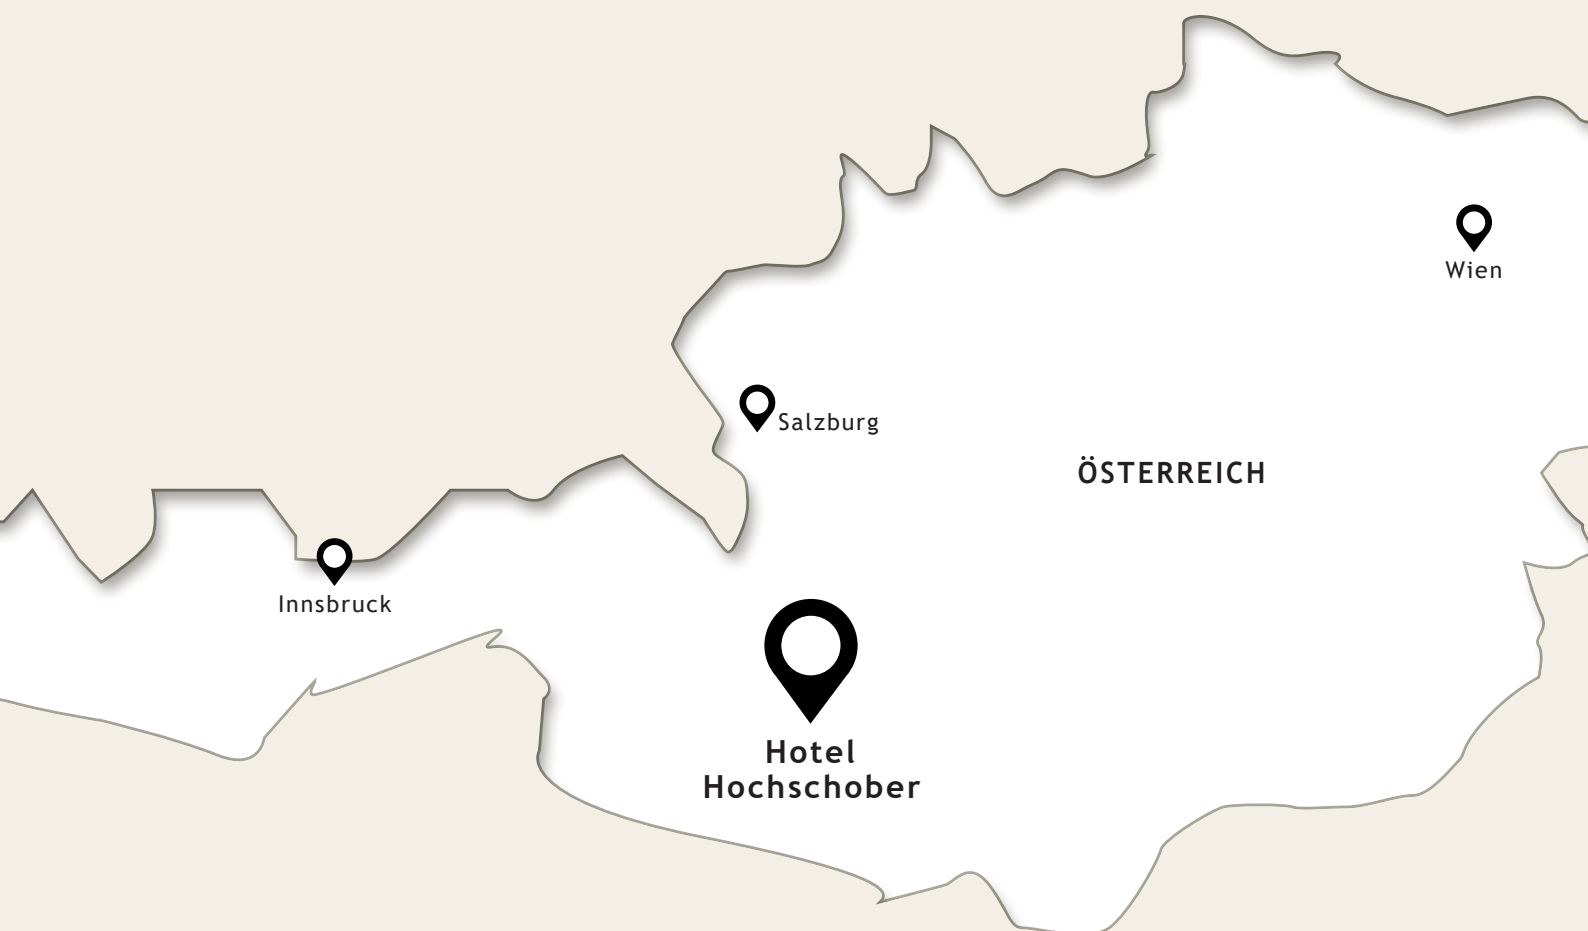 Wien
Salzburg
ÖSTERREICH
Innsbruck
Hotel
Hochschober